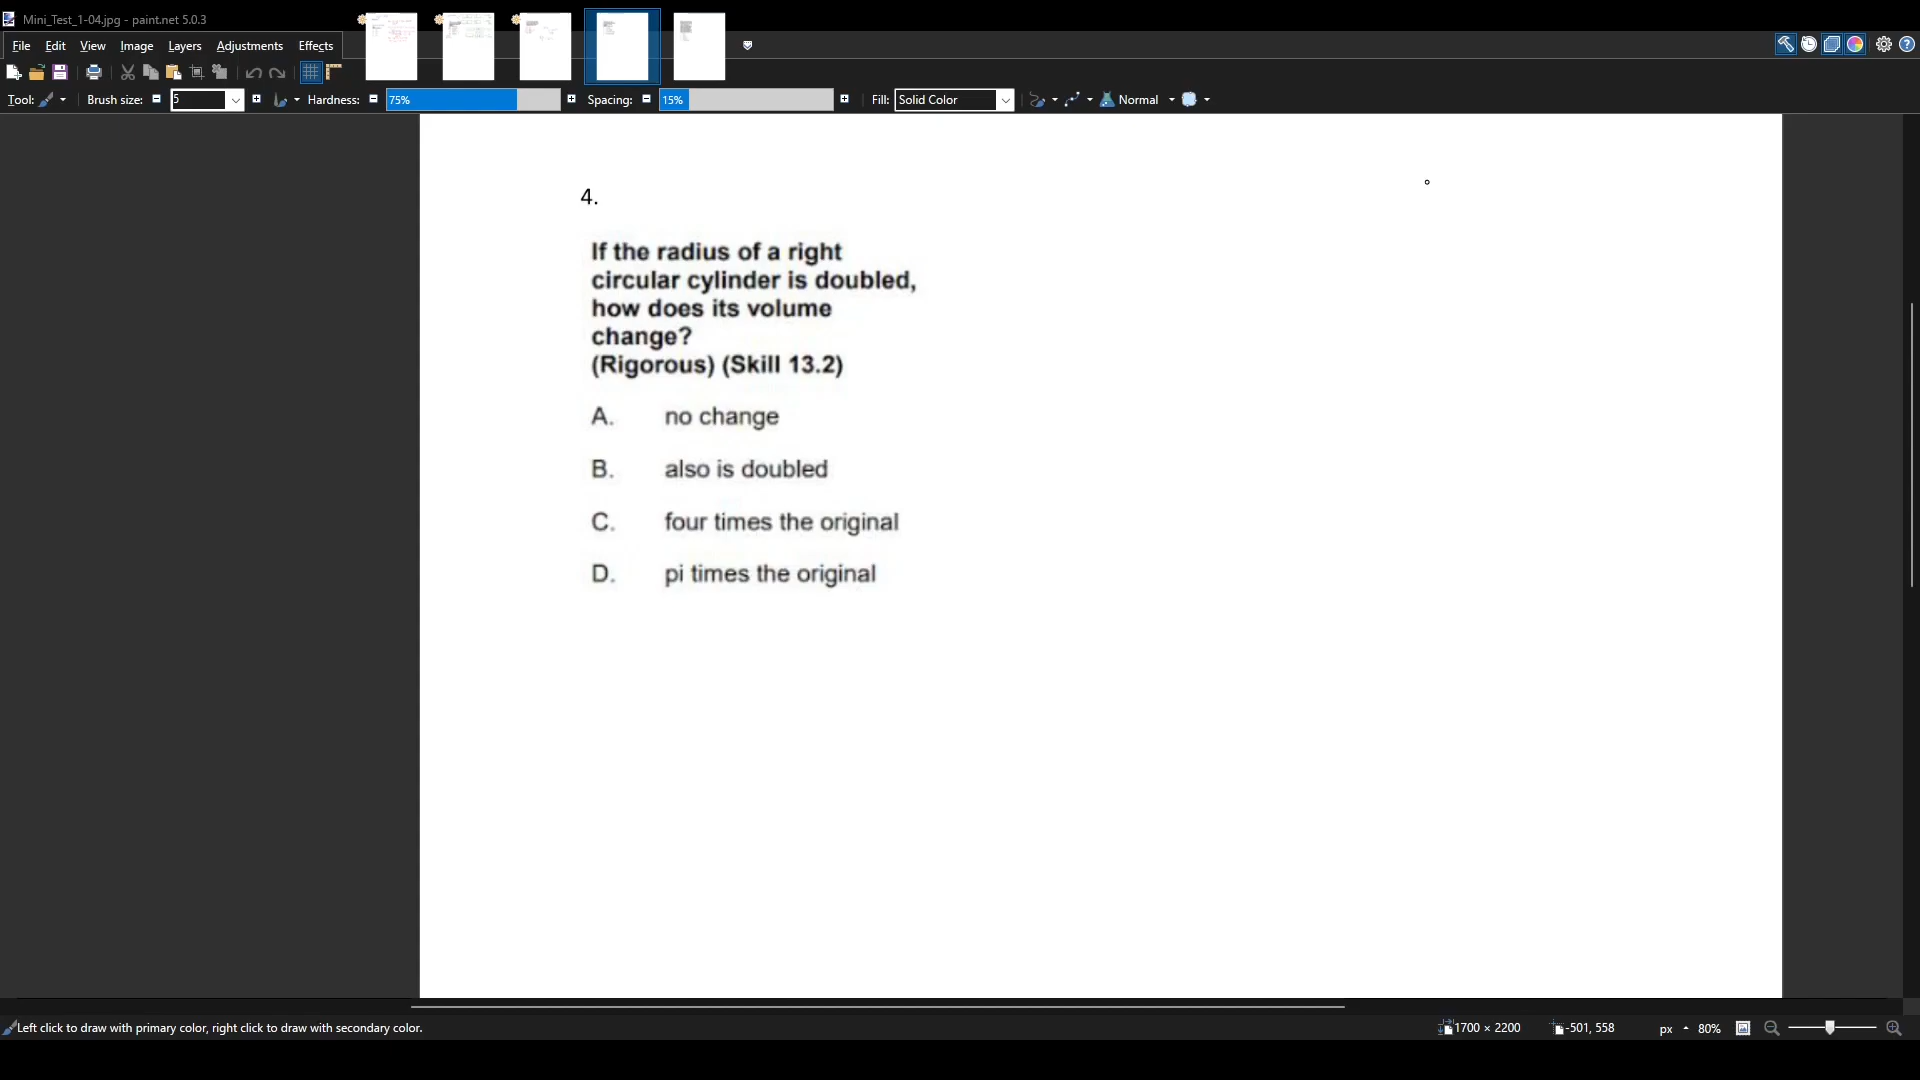 Mini_Test_1-04.jpg - paint.net 5.0.3
File Edit View Image Layers Adjustments Effects
Tool: Brush size: 5 Hardness: 75% Spacing: 15% Fill: Solid Color Normal
4.
If the radius of a right
circular cylinder is doubled,
how does its volume
change?
(Rigorous) (Skill 13.2)
A. no change
B. also is doubled
C. four times the original
D. pi times the original
Left click to draw with primary color, right click to draw with secondary color. 1700 × 2200 -501, 558 px 80%